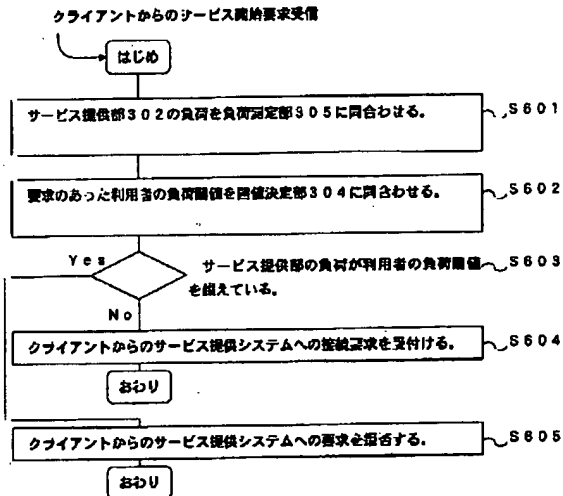 クライアントからのサービス開始要求受信
はじめ
サービス提供部302の負荷を負荷測定部305に問合わせる。
S601
要求のあった利用者の負荷閾値を閾値決定部304に問合わせる。
S602
Yes
サービス提供部の負荷が利用者の負荷閾値
を超えている。
S603
No
クライアントからのサービス提供システムへの接続要求を受付ける。
S604
おわり
クライアントからのサービス提供システムへの要求を拒否する。
S605
おわり